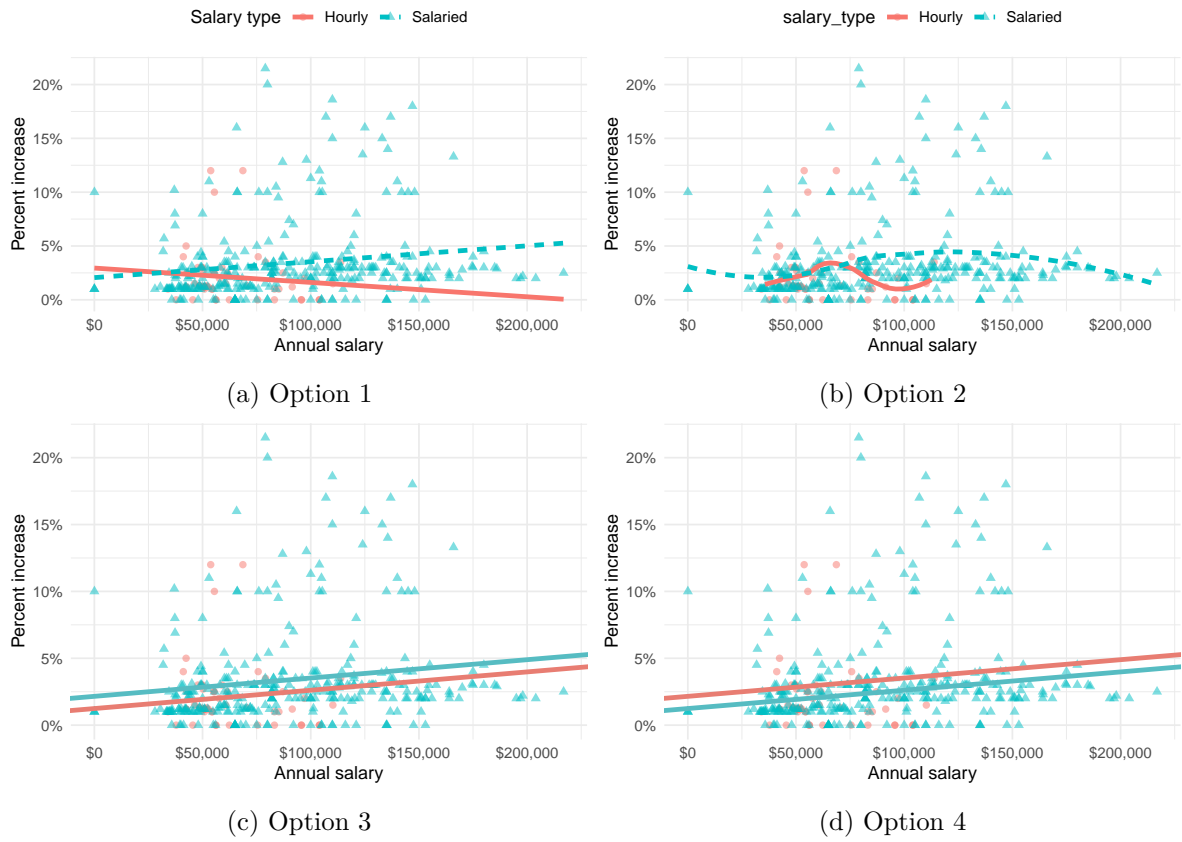 Salary type Hourly Salaried
20%
15%
10%
5%
0%
Percent increase
$0 $50,000 $100,000 $150,000 $200,000
Annual salary
(a) Option 1
salary_type Hourly Salaried
20%
15%
10%
5%
0%
Percent increase
$0 $50,000 $100,000 $150,000 $200,000
Annual salary
(b) Option 2
20%
15%
10%
5%
0%
Percent increase
$0 $50,000 $100,000 $150,000 $200,000
Annual salary
(c) Option 3
20%
15%
10%
5%
0%
Percent increase
$0 $50,000 $100,000 $150,000 $200,000
Annual salary
(d) Option 4